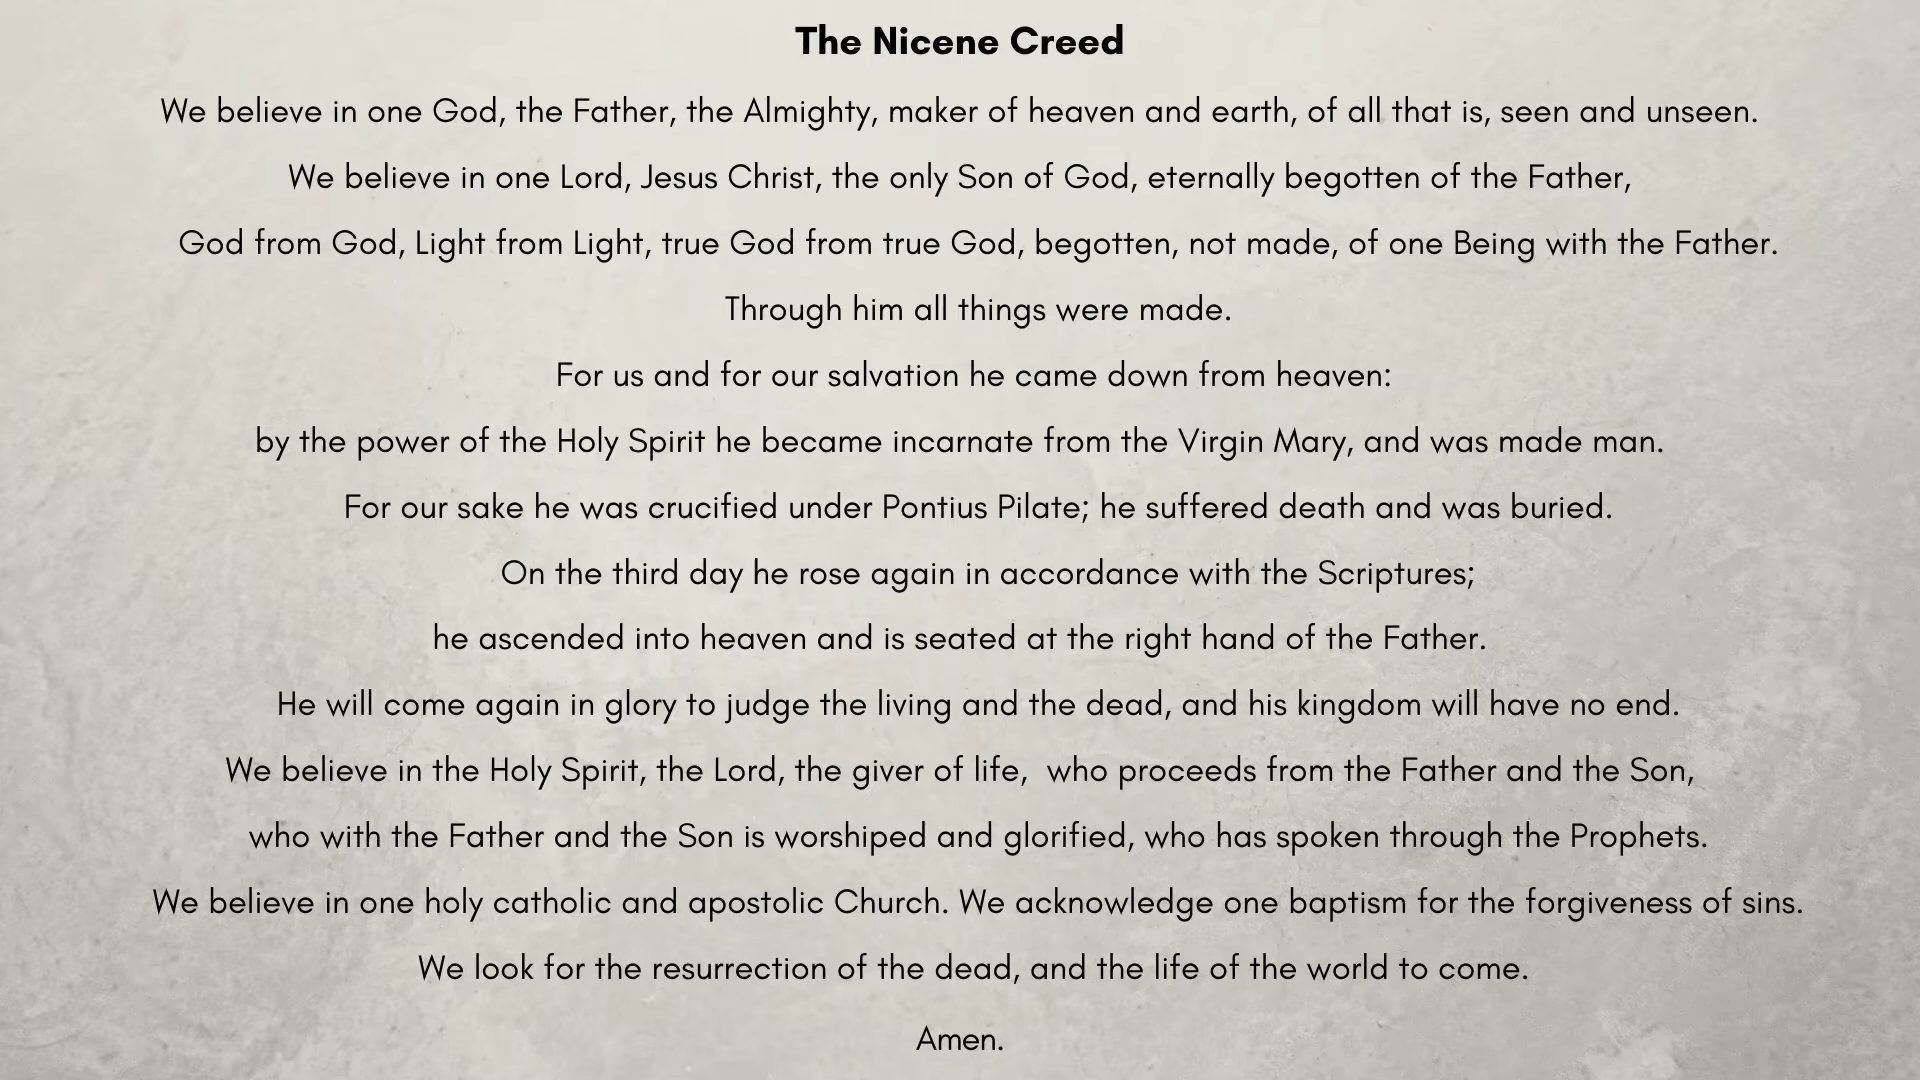 The Nicene Creed
We believe in one God, the Father, the Almighty, maker of heaven and earth, of all that is, seen and unseen.
We believe in one Lord, Jesus Christ, the only Son of God, eternally begotten of the Father,
God from God, Light from Light, true God from true God, begotten, not made, of one Being with the Father.
Through him all things were made.
For us and for our salvation he came down from heaven:
by the power of the Holy Spirit he became incarnate from the Virgin Mary, and was made man.
For our sake he was crucified under Pontius Pilate; he suffered death and was buried.
On the third day he rose again in accordance with the Scriptures;
he ascended into heaven and is seated at the right hand of the Father.
He will come again in glory to judge the living and the dead, and his kingdom will have no end.
We believe in the Holy Spirit, the Lord, the giver of life,  who proceeds from the Father and the Son,
who with the Father and the Son is worshiped and glorified, who has spoken through the Prophets.
We believe in one holy catholic and apostolic Church. We acknowledge one baptism for the forgiveness of sins.
We look for the resurrection of the dead, and the life of the world to come.
Amen.